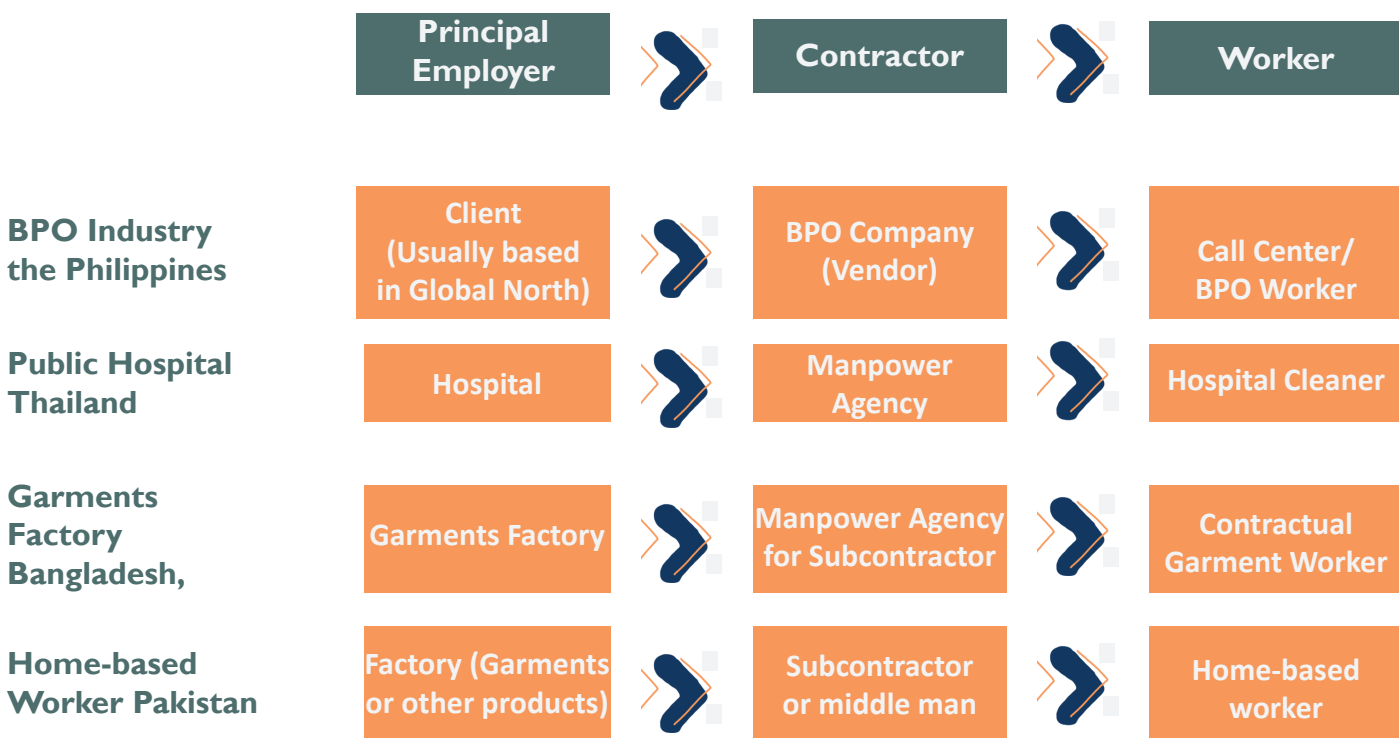 Principal
Employer
Contractor
Worker
BPO Industry
the Philippines
Client
(Usually based
in Global North)
BPO Company
(Vendor)
Call Center/
BPO Worker
Public Hospital
Thailand
Hospital
Manpower
Agency
Hospital Cleaner
Garments
Factory
Bangladesh,
Garments Factory
Manpower Agency
for Subcontractor
Contractual
Garment Worker
Home-based
Worker Pakistan
Factory (Garments
or other products)
Subcontractor
or middle man
Home-based
worker